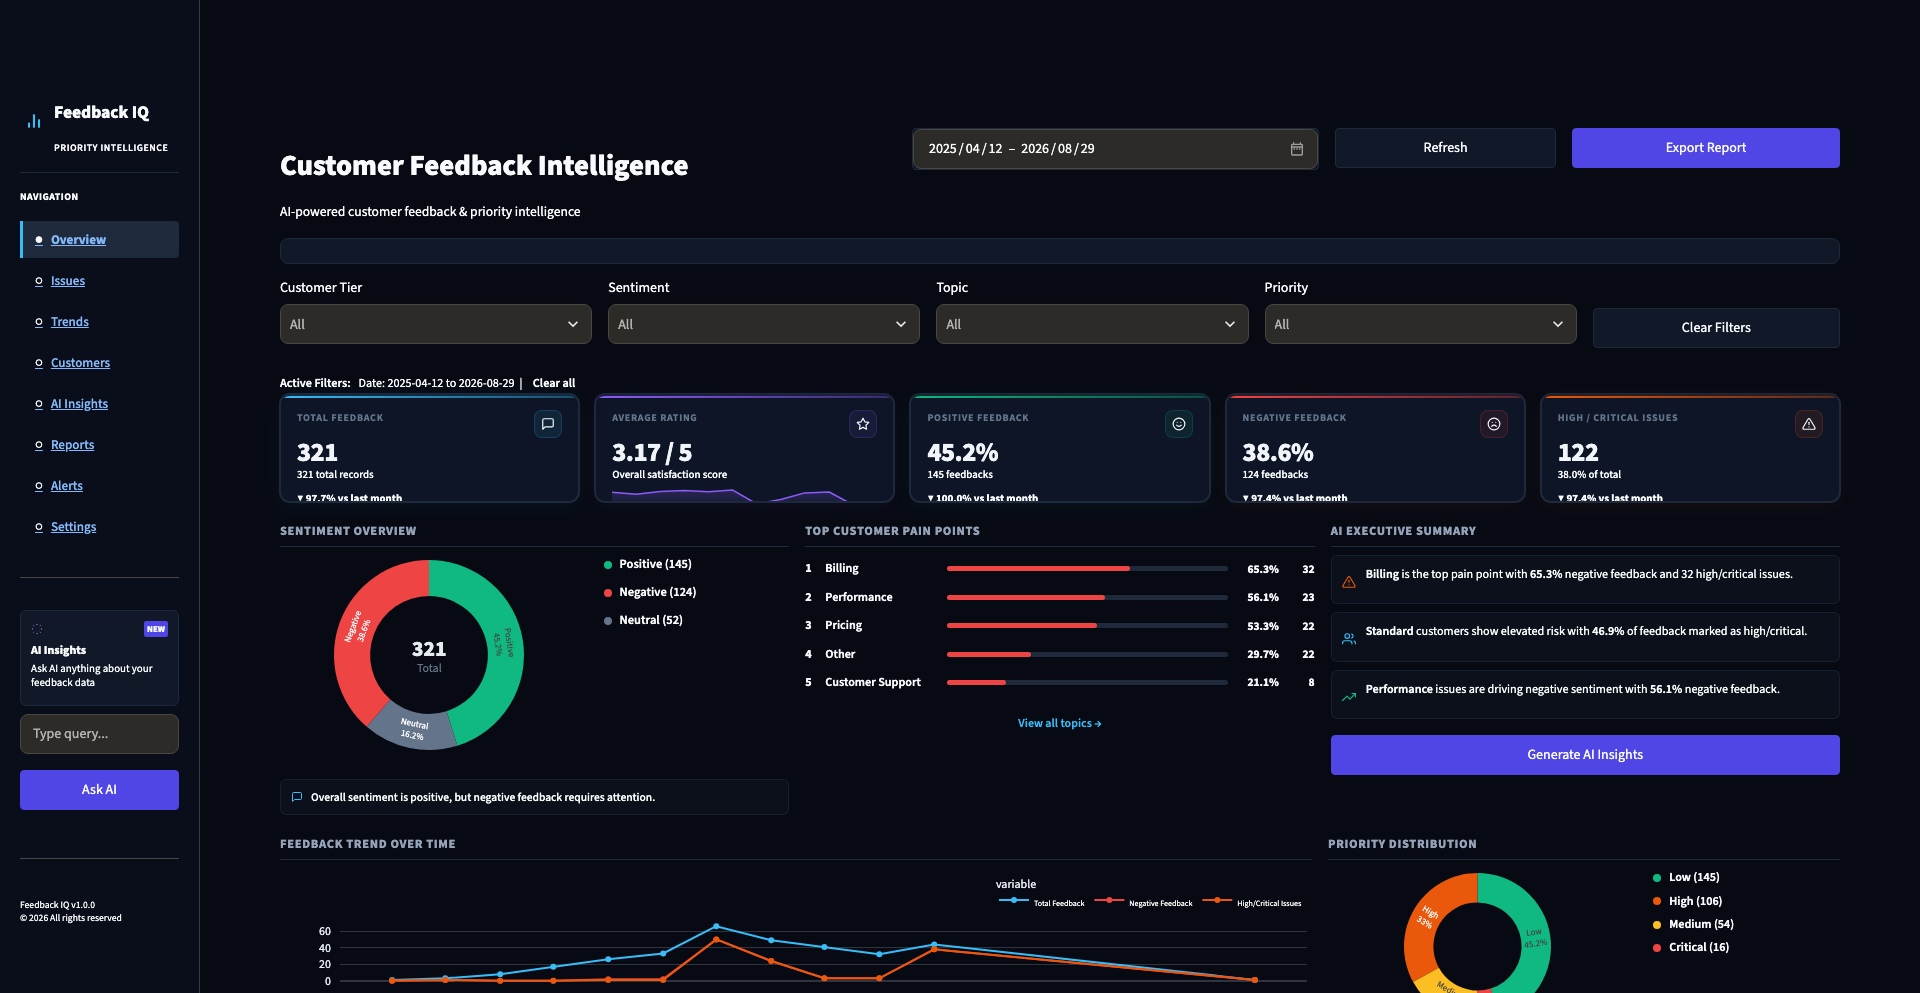 Feedback IQ
PRIORITY INTELLIGENCE
NAVIGATION
Overview
Issues
Trends
Customers
AI Insights
Reports
Alerts
Settings
NEW
AI Insights
Ask AI anything about your
feedback data
Type query...
Ask AI
Feedback IQ v1.0.0
© 2026 All rights reserved
Customer Feedback Intelligence
AI-powered customer feedback & priority intelligence
2025/04/12 – 2026/08/29
Refresh
Export Report
Customer Tier
All
Sentiment
All
Topic
All
Priority
All
Clear Filters
Active Filters: Date: 2025-04-12 to 2026-08-29 | Clear all
TOTAL FEEDBACK
321
321 total records
▼ 97.7% vs last month
AVERAGE RATING
3.17 / 5
Overall satisfaction score
POSITIVE FEEDBACK
45.2%
145 feedbacks
▼ 100.0% vs last month
NEGATIVE FEEDBACK
38.6%
124 feedbacks
▼ 97.4% vs last month
HIGH / CRITICAL ISSUES
122
38.0% of total
▼ 97.4% vs last month
SENTIMENT OVERVIEW
Positive
45.2%
Negative
38.6%
Neutral
16.2%
321
Total
Positive (145)
Negative (124)
Neutral (52)
Overall sentiment is positive, but negative feedback requires attention.
TOP CUSTOMER PAIN POINTS
1 Billing 65.3% 32
2 Performance 56.1% 23
3 Pricing 53.3% 22
4 Other 29.7% 22
5 Customer Support 21.1% 8
View all topics →
AI EXECUTIVE SUMMARY
Billing is the top pain point with 65.3% negative feedback and 32 high/critical issues.
Standard customers show elevated risk with 46.9% of feedback marked as high/critical.
Performance issues are driving negative sentiment with 56.1% negative feedback.
Generate AI Insights
FEEDBACK TREND OVER TIME
variable
Total Feedback
Negative Feedback
High/Critical Issues
60
40
20
0
PRIORITY DISTRIBUTION
High
33%
Low
45.2%
Low (145)
High (106)
Medium (54)
Critical (16)